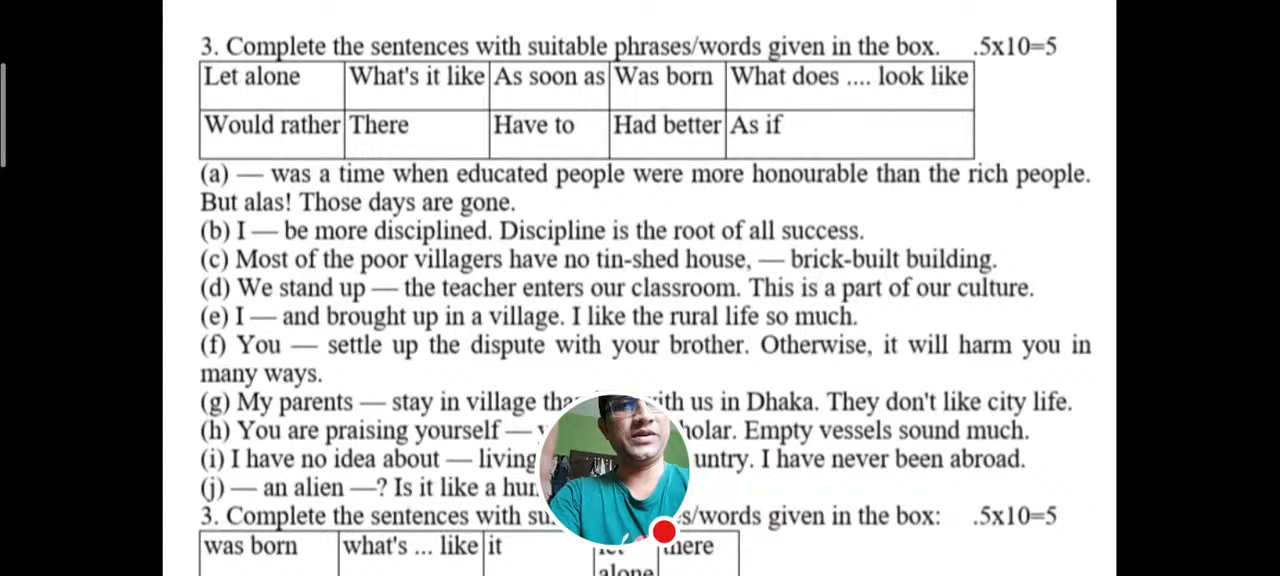 3. Complete the sentences with suitable phrases/words given in the box. .5x10=5
Let alone What's it like As soon as Was born What does .... look like
Would rather There Have to Had better As if
(a) — was a time when educated people were more honourable than the rich people.
But alas! Those days are gone.
(b) I — be more disciplined. Discipline is the root of all success.
(c) Most of the poor villagers have no tin-shed house, — brick-built building.
(d) We stand up — the teacher enters our classroom. This is a part of our culture.
(e) I — and brought up in a village. I like the rural life so much.
(f) You — settle up the dispute with your brother. Otherwise, it will harm you in
many ways.
(g) My parents — stay in village with us in Dhaka. They don't like city life.
(h) You are praising yourself — Empty vessels sound much.
(i) I have no idea about — living I have never been abroad.
(j) — an alien —? Is it like a
3. Complete the sentences with given in the box: .5x10=5
was born what's ... like it let there
alone